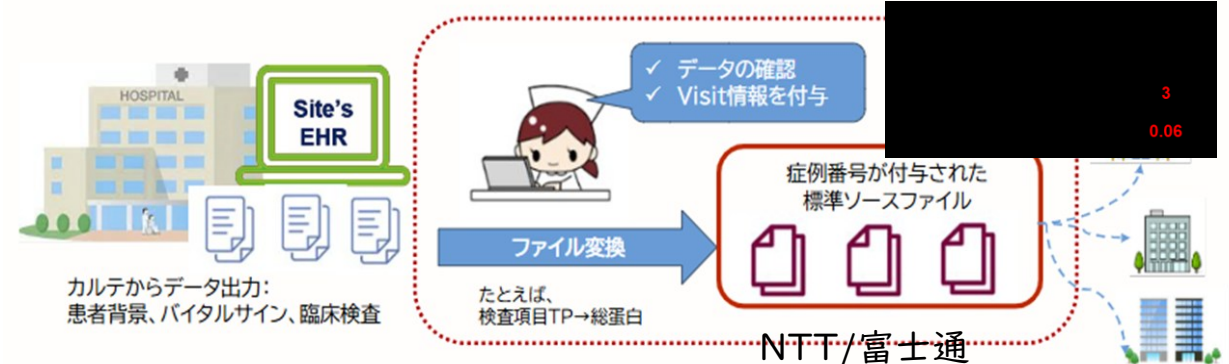 HOSPITAL
Site's
EHR
カルテからデータ出力:
患者背景、バイタルサイン、臨床検査
✓ データの確認
✓ Visit情報を付与
ファイル変換
たとえば、
検査項目TP→総蛋白
症例番号が付与された
標準ソースファイル
3
0.06
NTT/富士通